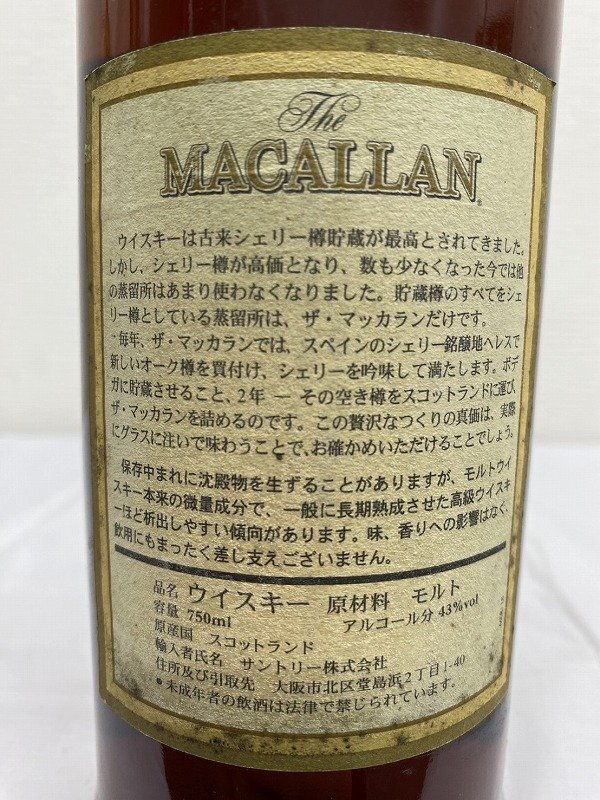 The
MACALLAN
ウイスキーは古来シェリー樽貯蔵が最高とされてきました。
しかし、シェリー樽が高価となり、数も少なくなった今では他
の蒸留所はあまり使わなくなりました。貯蔵樽のすべてをシェ
リー樽としている蒸留所は、ザ・マッカランだけです。
毎年、ザ・マッカランでは、スペインのシェリー銘醸地ヘレスで
新しいオーク樽を買付け、シェリーを吟味して満たします。ボデ
ガに貯蔵させること、2年 ― その空き樽をスコットランドに運び、
ザ・マッカランを詰めるのです。この贅沢なつくりの真価は、実際
にグラスに注いで味わうことで、お確かめいただけることでしょう。
保存中まれに沈殿物を生ずることがありますが、モルトウイ
スキー本来の微量成分で、一般に長期熟成させた高級ウイスキ
ーほど析出しやすい傾向があります。味、香りへの影響はなく、
飲用にもまったく差し支えございません。
品名 ウイスキー 原材料 モルト
容量 750ml アルコール分 43%vol
原産国 スコットランド
輸入者氏名 サントリー株式会社
住所及び引取先 大阪市北区堂島浜2丁目1-40
●未成年者の飲酒は法律で禁じられています。